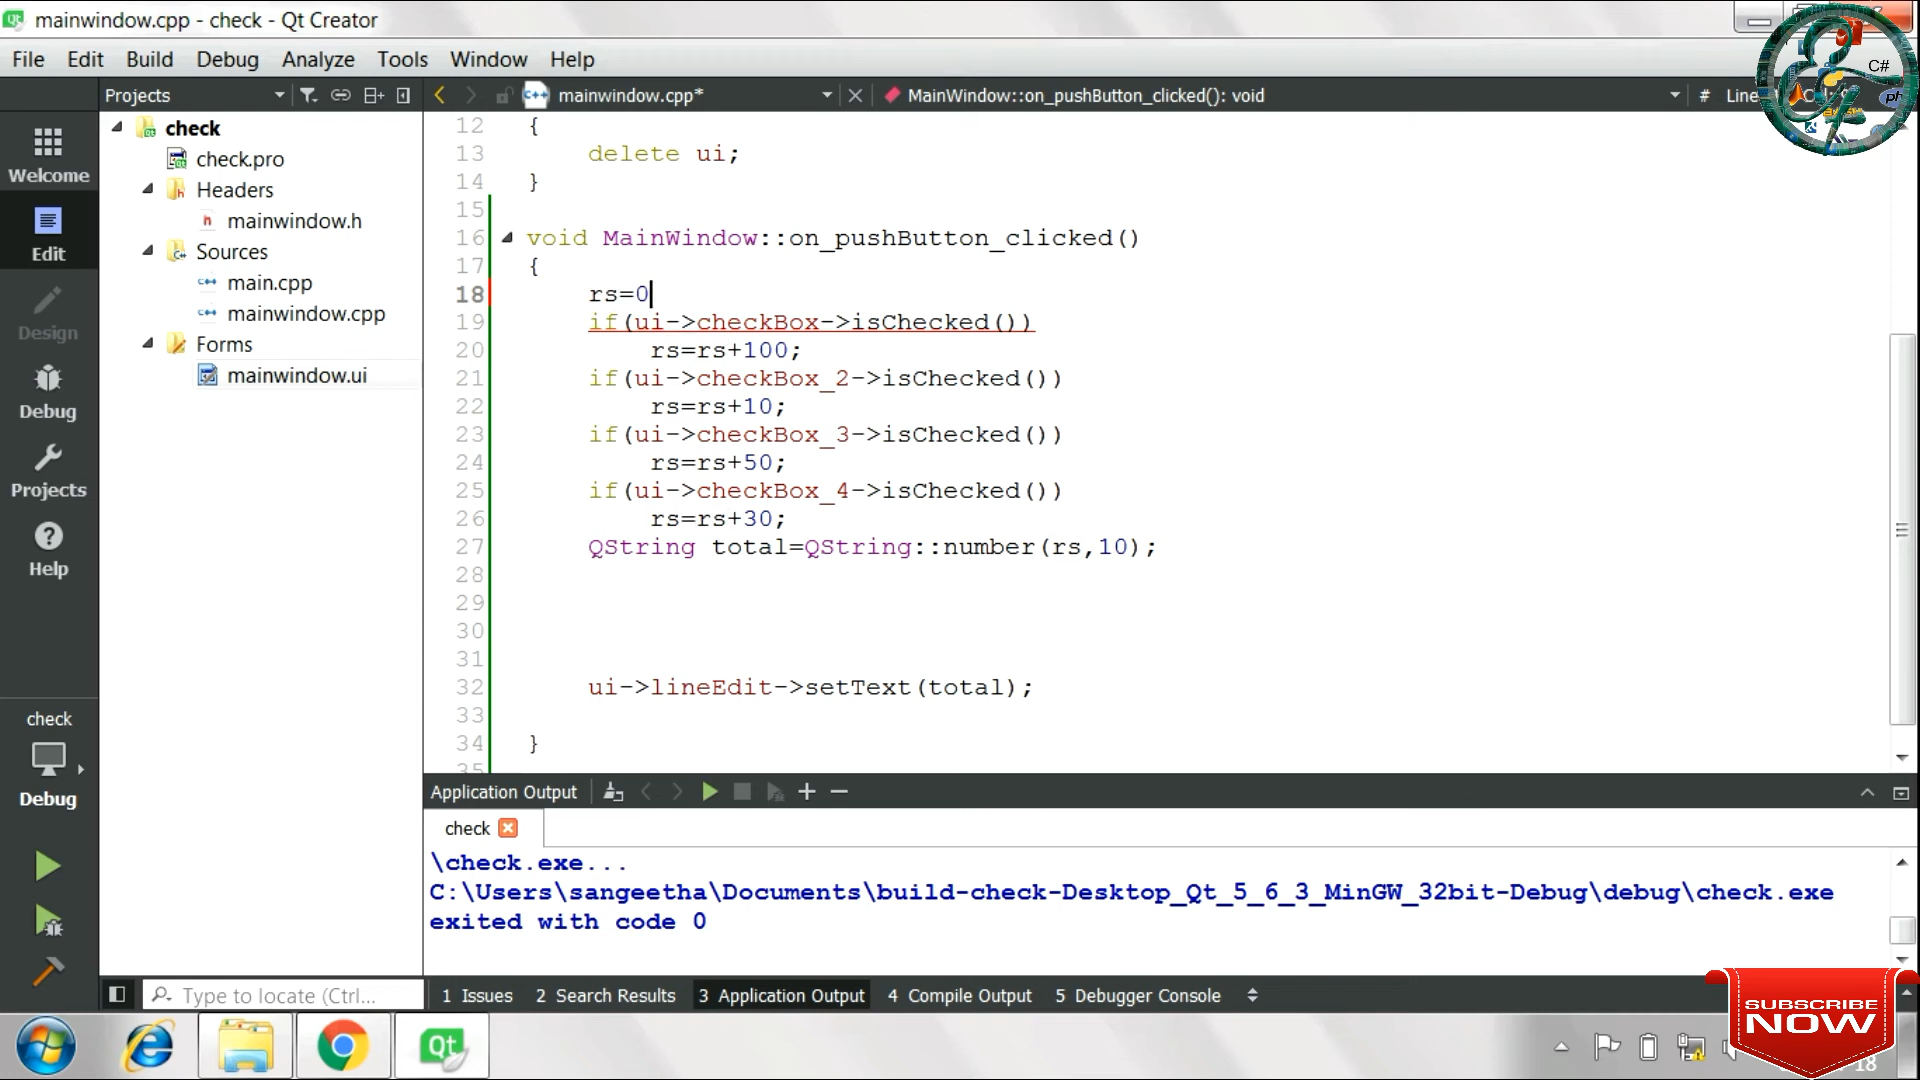 mainwindow.cpp - check - Qt Creator
File Edit Build Debug Analyze Tools Window Help
Projects
mainwindow.cpp*
MainWindow::on_pushButton_clicked(): void
#
C#
Welcome
Edit
Design
Debug
Projects
Help
check
Debug
check
check.pro
Headers
mainwindow.h
Sources
main.cpp
mainwindow.cpp
Forms
mainwindow.ui
12 {
13 delete ui;
14 }
15
16 void MainWindow::on_pushButton_clicked()
17 {
18 rs=0
19 if(ui->checkBox->isChecked())
20 rs=rs+100;
21 if(ui->checkBox_2->isChecked())
22 rs=rs+10;
23 if(ui->checkBox_3->isChecked())
24 rs=rs+50;
25 if(ui->checkBox_4->isChecked())
26 rs=rs+30;
27 QString total=QString::number(rs,10);
28
29
30
31
32 ui->lineEdit->setText(total);
33
34 }
35
Application Output
check
\check.exe...
C:\Users\sangeetha\Documents\build-check-Desktop_Qt_5_6_3_MinGW_32bit-Debug\debug\check.exe
exited with code 0
Type to locate (Ctrl...
1 Issues 2 Search Results 3 Application Output 4 Compile Output 5 Debugger Console
SUBSCRIBE
NOW